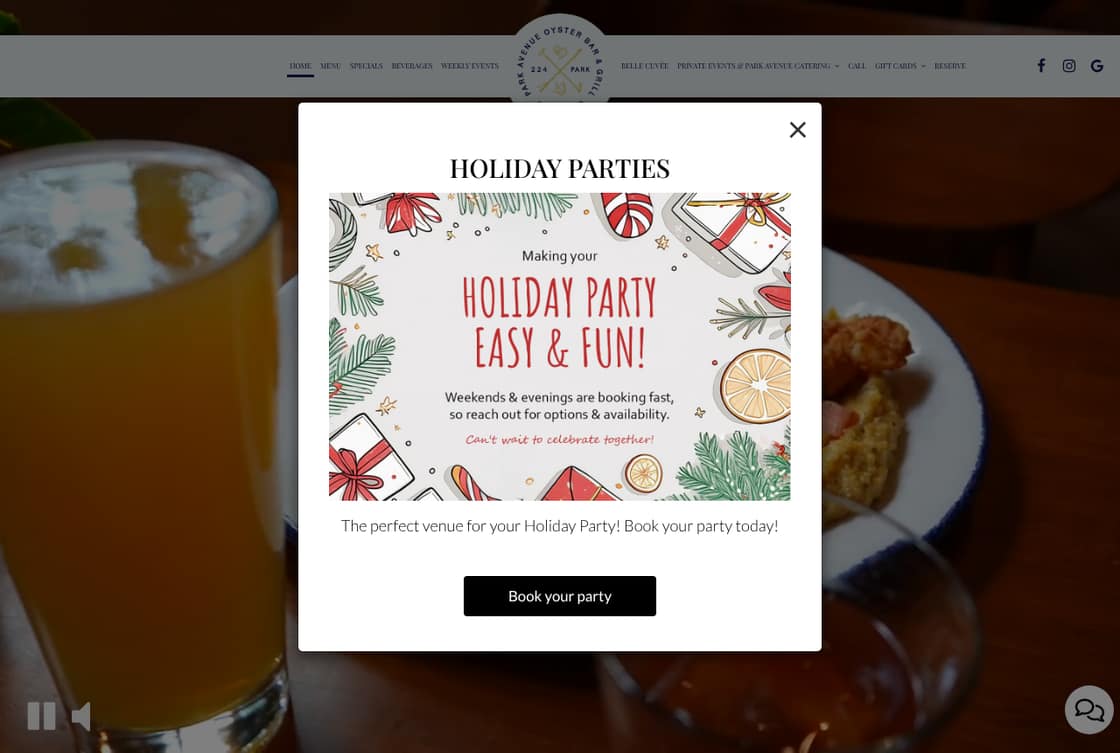 HOME MENU SPECIALS BEVERAGES WEEKLY EVENTS
PARK AVENUE OYSTER BAR & GRILL
224 PARK
BELLE CUVÉE PRIVATE EVENTS & PARK AVENUE CATERING CALL GIFT CARDS RESERVE
HOLIDAY PARTIES
Making your
HOLIDAY PARTY
EASY & FUN!
Weekends & evenings are booking fast,
so reach out for options & availability.
Can't wait to celebrate together!
The perfect venue for your Holiday Party! Book your party today!
Book your party